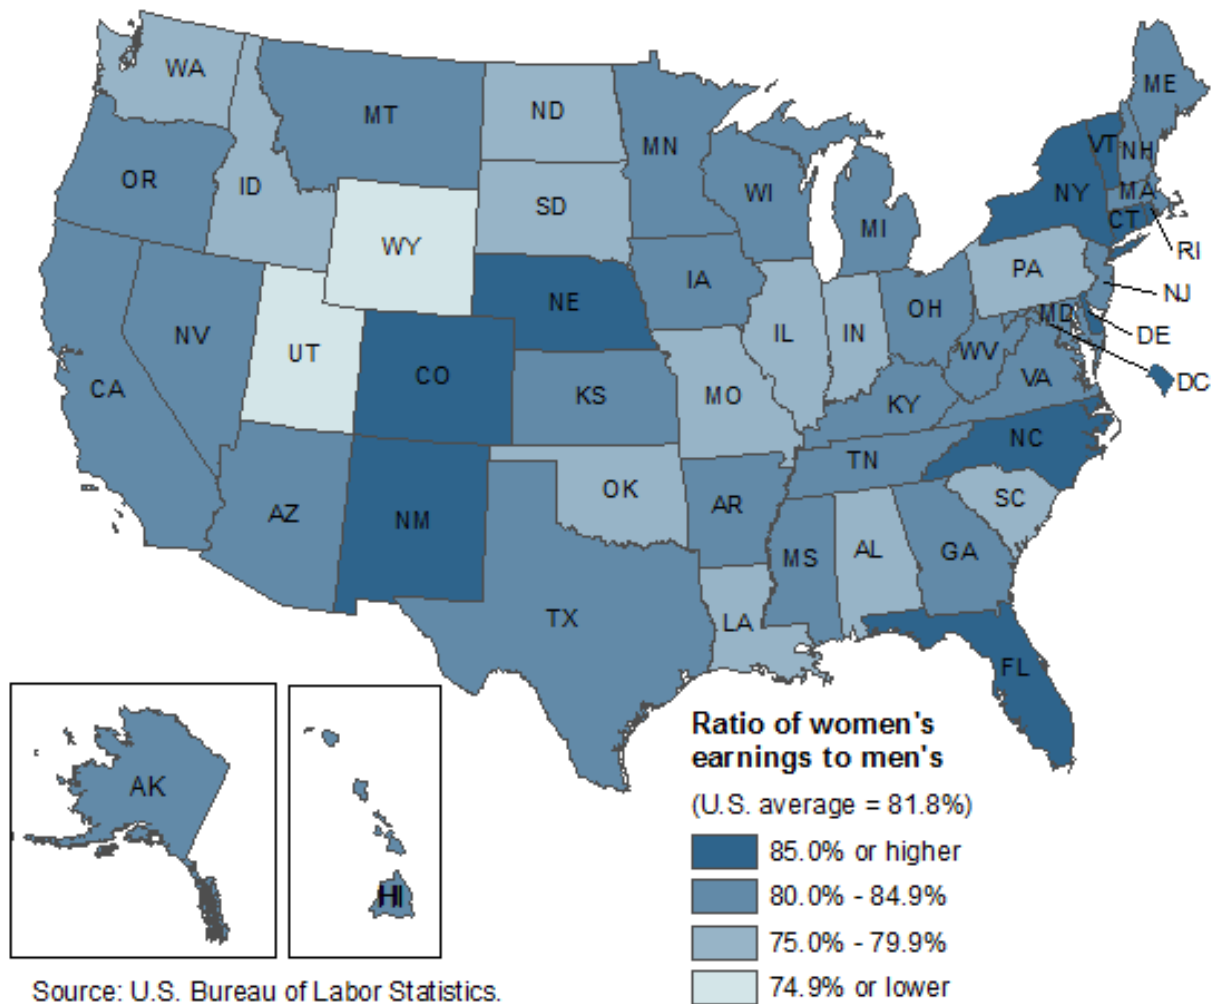 WA
MT
ND
MN
ME
VT
NH
OR
ID
SD
WI
MI
NY
MA
CT
RI
WY
IA
PA
NJ
NE
OH
MD
DE
NV
UT
CO
IL
IN
WV
VA
DC
CA
KS
MO
KY
NC
TN
AZ
NM
OK
AR
SC
MS
AL
GA
TX
LA
FL
AK
HI
Ratio of women's
earnings to men's
(U.S. average = 81.8%)
85.0% or higher
80.0% - 84.9%
75.0% - 79.9%
74.9% or lower
Source: U.S. Bureau of Labor Statistics.